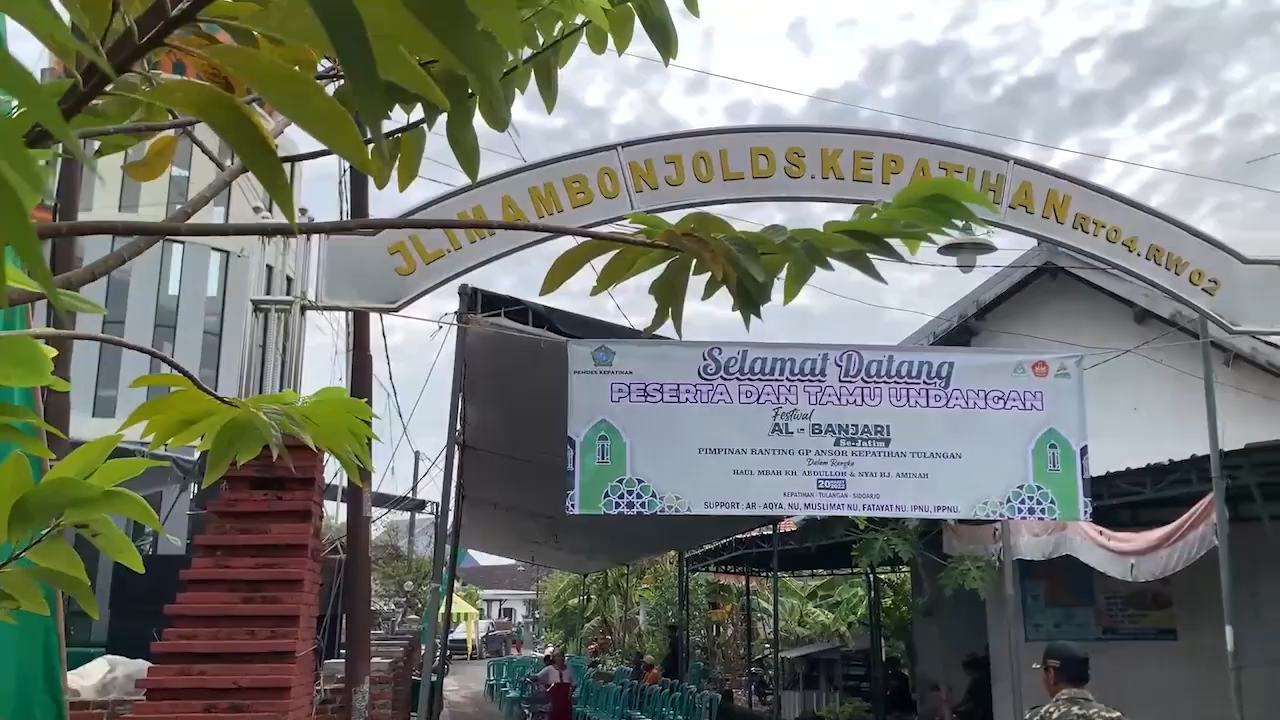 JL.IMAMBONJOLDS.KEPATIHAN RT04.RW02
PEMDES KEPATIHAN
Selamat Datang
PESERTA DAN TAMU UNDANGAN
Festival
AL - BANJARI
Se-Jatim
PIMPINAN RANTING GP ANSOR KEPATIHAN TULANGAN
Dalam Rangka
HAUL MBAH KH. ABDULLOH & NYAI HJ. AMINAH
20
KEPATIHAN - TULANGAN - SIDOARJO
SUPPORT : AR - AQYA, NU, MUSLIMAT NU, FATAYAT NU, IPNU, IPPNU.